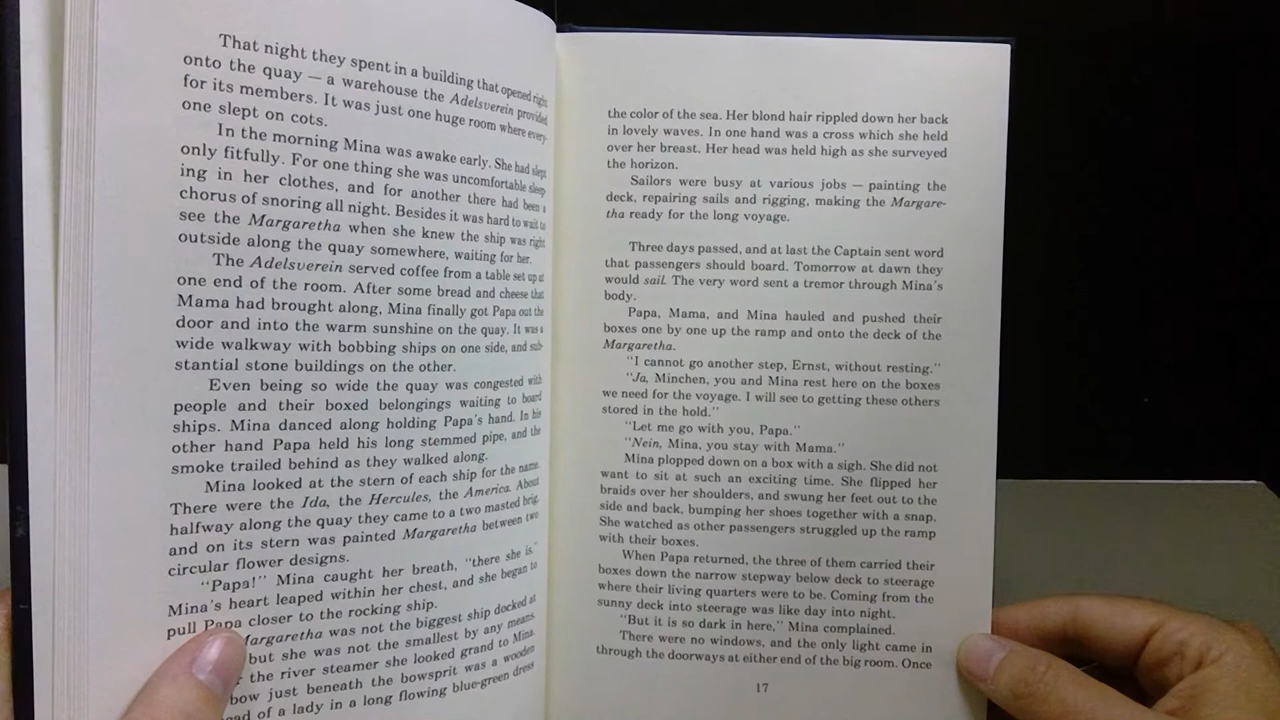 That night they spent in a building that opened right
onto the quay — a warehouse the Adelsverein provided
for its members. It was just one huge room where every-
one slept on cots.
In the morning Mina was awake early. She had slept
only fitfully. For one thing she was uncomfortable sleep-
ing in her clothes, and for another there had been a
chorus of snoring all night. Besides it was hard to wait to
see the Margaretha when she knew the ship was right
outside along the quay somewhere, waiting for her.
The Adelsverein served coffee from a table set up at
one end of the room. After some bread and cheese that
Mama had brought along, Mina finally got Papa out the
door and into the warm sunshine on the quay. It was a
wide walkway with bobbing ships on one side, and sub-
stantial stone buildings on the other.
Even being so wide the quay was congested with
people and their boxed belongings waiting to board
ships. Mina danced along holding Papa's hand. In his
other hand Papa held his long stemmed pipe, and the
smoke trailed behind as they walked along.
Mina looked at the stern of each ship for the name.
There were the Ida, the Hercules, the America. About
halfway along the quay they came to a two masted brig,
and on its stern was painted Margaretha between two
circular flower designs.
"Papa!" Mina caught her breath, "there she is."
Mina's heart leaped within her chest, and she began to
pull Papa closer to the rocking ship.
Margaretha was not the biggest ship docked at
but she was not the smallest by any means.
the river steamer she looked grand to Mina.
bow just beneath the bowsprit was a wooden
of a lady in a long flowing blue-green dress
the color of the sea. Her blond hair rippled down her back
in lovely waves. In one hand was a cross which she held
over her breast. Her head was held high as she surveyed
the horizon.
Sailors were busy at various jobs — painting the
deck, repairing sails and rigging, making the Margare-
tha ready for the long voyage.
Three days passed, and at last the Captain sent word
that passengers should board. Tomorrow at dawn they
would sail. The very word sent a tremor through Mina's
body.
Papa, Mama, and Mina hauled and pushed their
boxes one by one up the ramp and onto the deck of the
Margaretha.
"I cannot go another step, Ernst, without resting."
"Ja, Minchen, you and Mina rest here on the boxes
we need for the voyage. I will see to getting these others
stored in the hold."
"Let me go with you, Papa."
"Nein, Mina, you stay with Mama."
Mina plopped down on a box with a sigh. She did not
want to sit at such an exciting time. She flipped her
braids over her shoulders, and swung her feet out to the
side and back, bumping her shoes together with a snap.
She watched as other passengers struggled up the ramp
with their boxes.
When Papa returned, the three of them carried their
boxes down the narrow stepway below deck to steerage
where their living quarters were to be. Coming from the
sunny deck into steerage was like day into night.
"But it is so dark in here," Mina complained.
There were no windows, and the only light came in
through the doorways at either end of the big room. Once
17